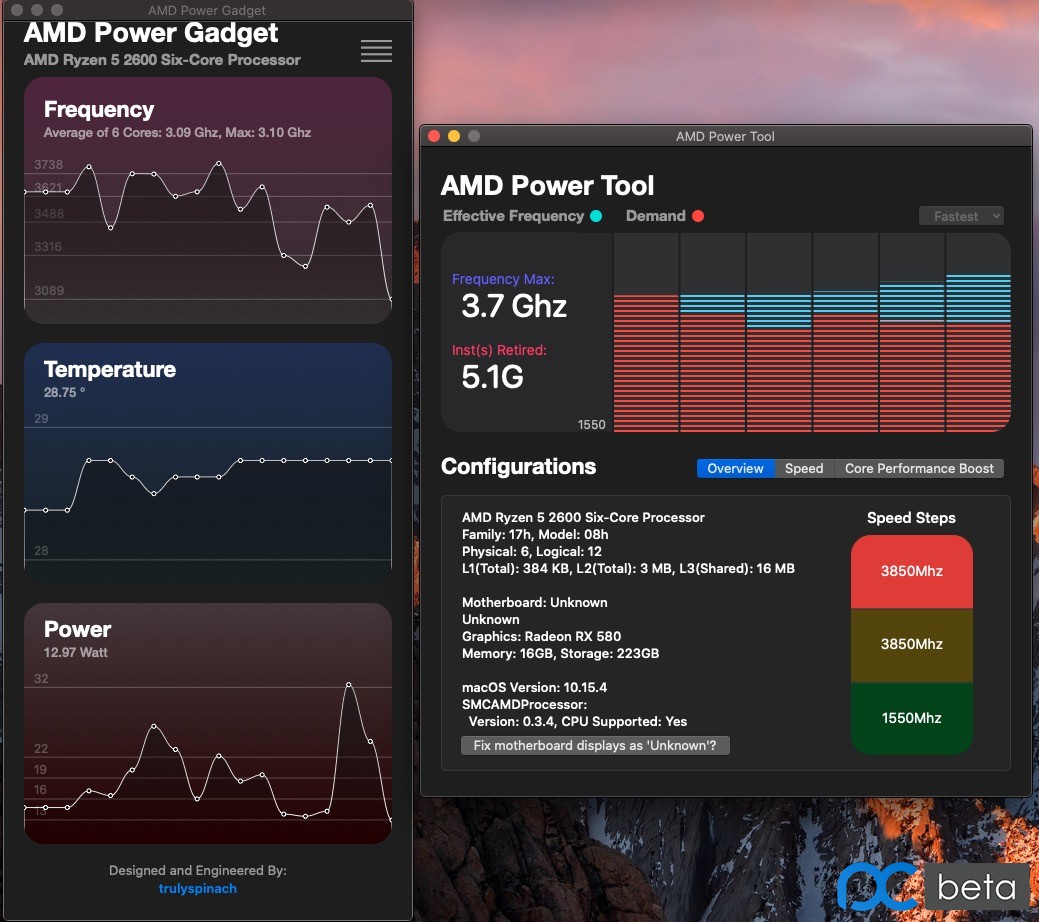 AMD Power Gadget
AMD Power Gadget
AMD Ryzen 5 2600 Six-Core Processor
Frequency
Average of 6 Cores: 3.09 Ghz, Max: 3.10 Ghz
3738
3621
3488
3316
3089
Temperature
28.75 °
29
28
Power
12.97 Watt
32
22
19
16
13
Designed and Engineered By:
trulyspinach
AMD Power Tool
AMD Power Tool
Effective Frequency
Demand
Fastest
Frequency Max:
3.7 Ghz
Inst(s) Retired:
5.1G
1550
Configurations
Overview
Speed
Core Performance Boost
AMD Ryzen 5 2600 Six-Core Processor
Family: 17h, Model: 08h
Physical: 6, Logical: 12
L1(Total): 384 KB, L2(Total): 3 MB, L3(Shared): 16 MB
Motherboard: Unknown
Unknown
Graphics: Radeon RX 580
Memory: 16GB, Storage: 223GB
macOS Version: 10.15.4
SMCAMDProcessor:
Version: 0.3.4, CPU Supported: Yes
Fix motherboard displays as 'Unknown'?
Speed Steps
3850Mhz
3850Mhz
1550Mhz
pc beta